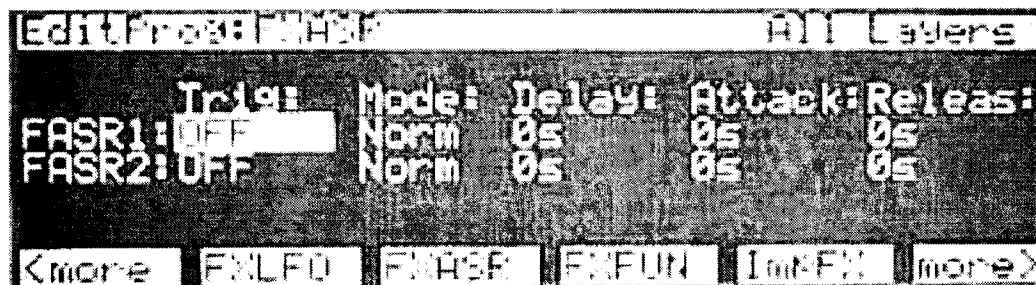 EditProg:FXASR All Layers
Trig: Mode: Delay: Attack: Releas:
FASR1:OFF Norm 0s 0s 0s
FASR2:OFF Norm 0s 0s 0s
<more FXLFO FXASR FXFUN ImNFX more>